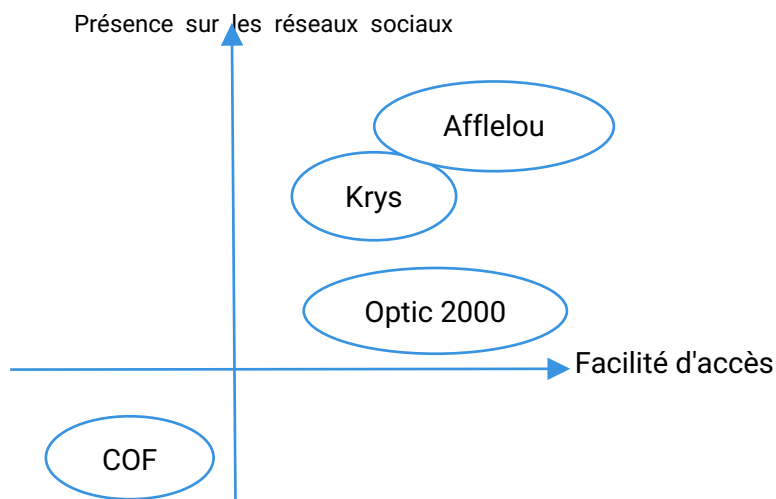 Présence sur les réseaux sociaux
Afflelou
Krys
Optic 2000
Facilité d'accès
COF